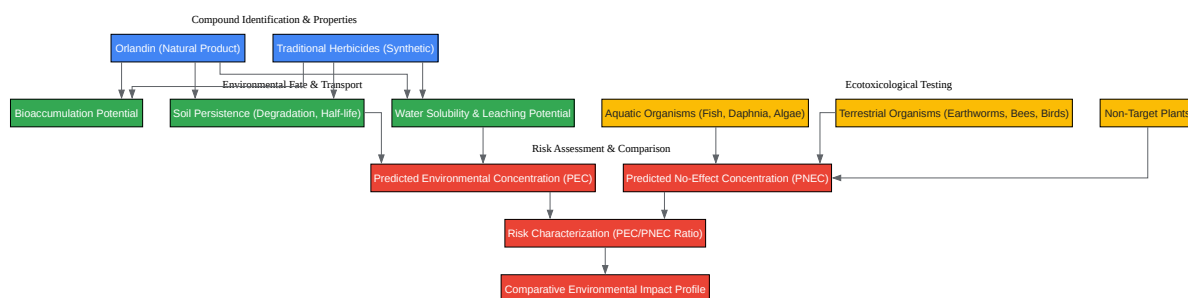 Compound Identification & Properties
Orlandin (Natural Product)
Traditional Herbicides (Synthetic)
Environmental Fate & Transport
Ecotoxicological Testing
Bioaccumulation Potential
Soil Persistence (Degradation, Half-life)
Water Solubility & Leaching Potential
Aquatic Organisms (Fish, Daphnia, Algae)
Terrestrial Organisms (Earthworms, Bees, Birds)
Non-Target Plants
Risk Assessment & Comparison
Predicted Environmental Concentration (PEC)
Predicted No-Effect Concentration (PNEC)
Risk Characterization (PEC/PNEC Ratio)
Comparative Environmental Impact Profile